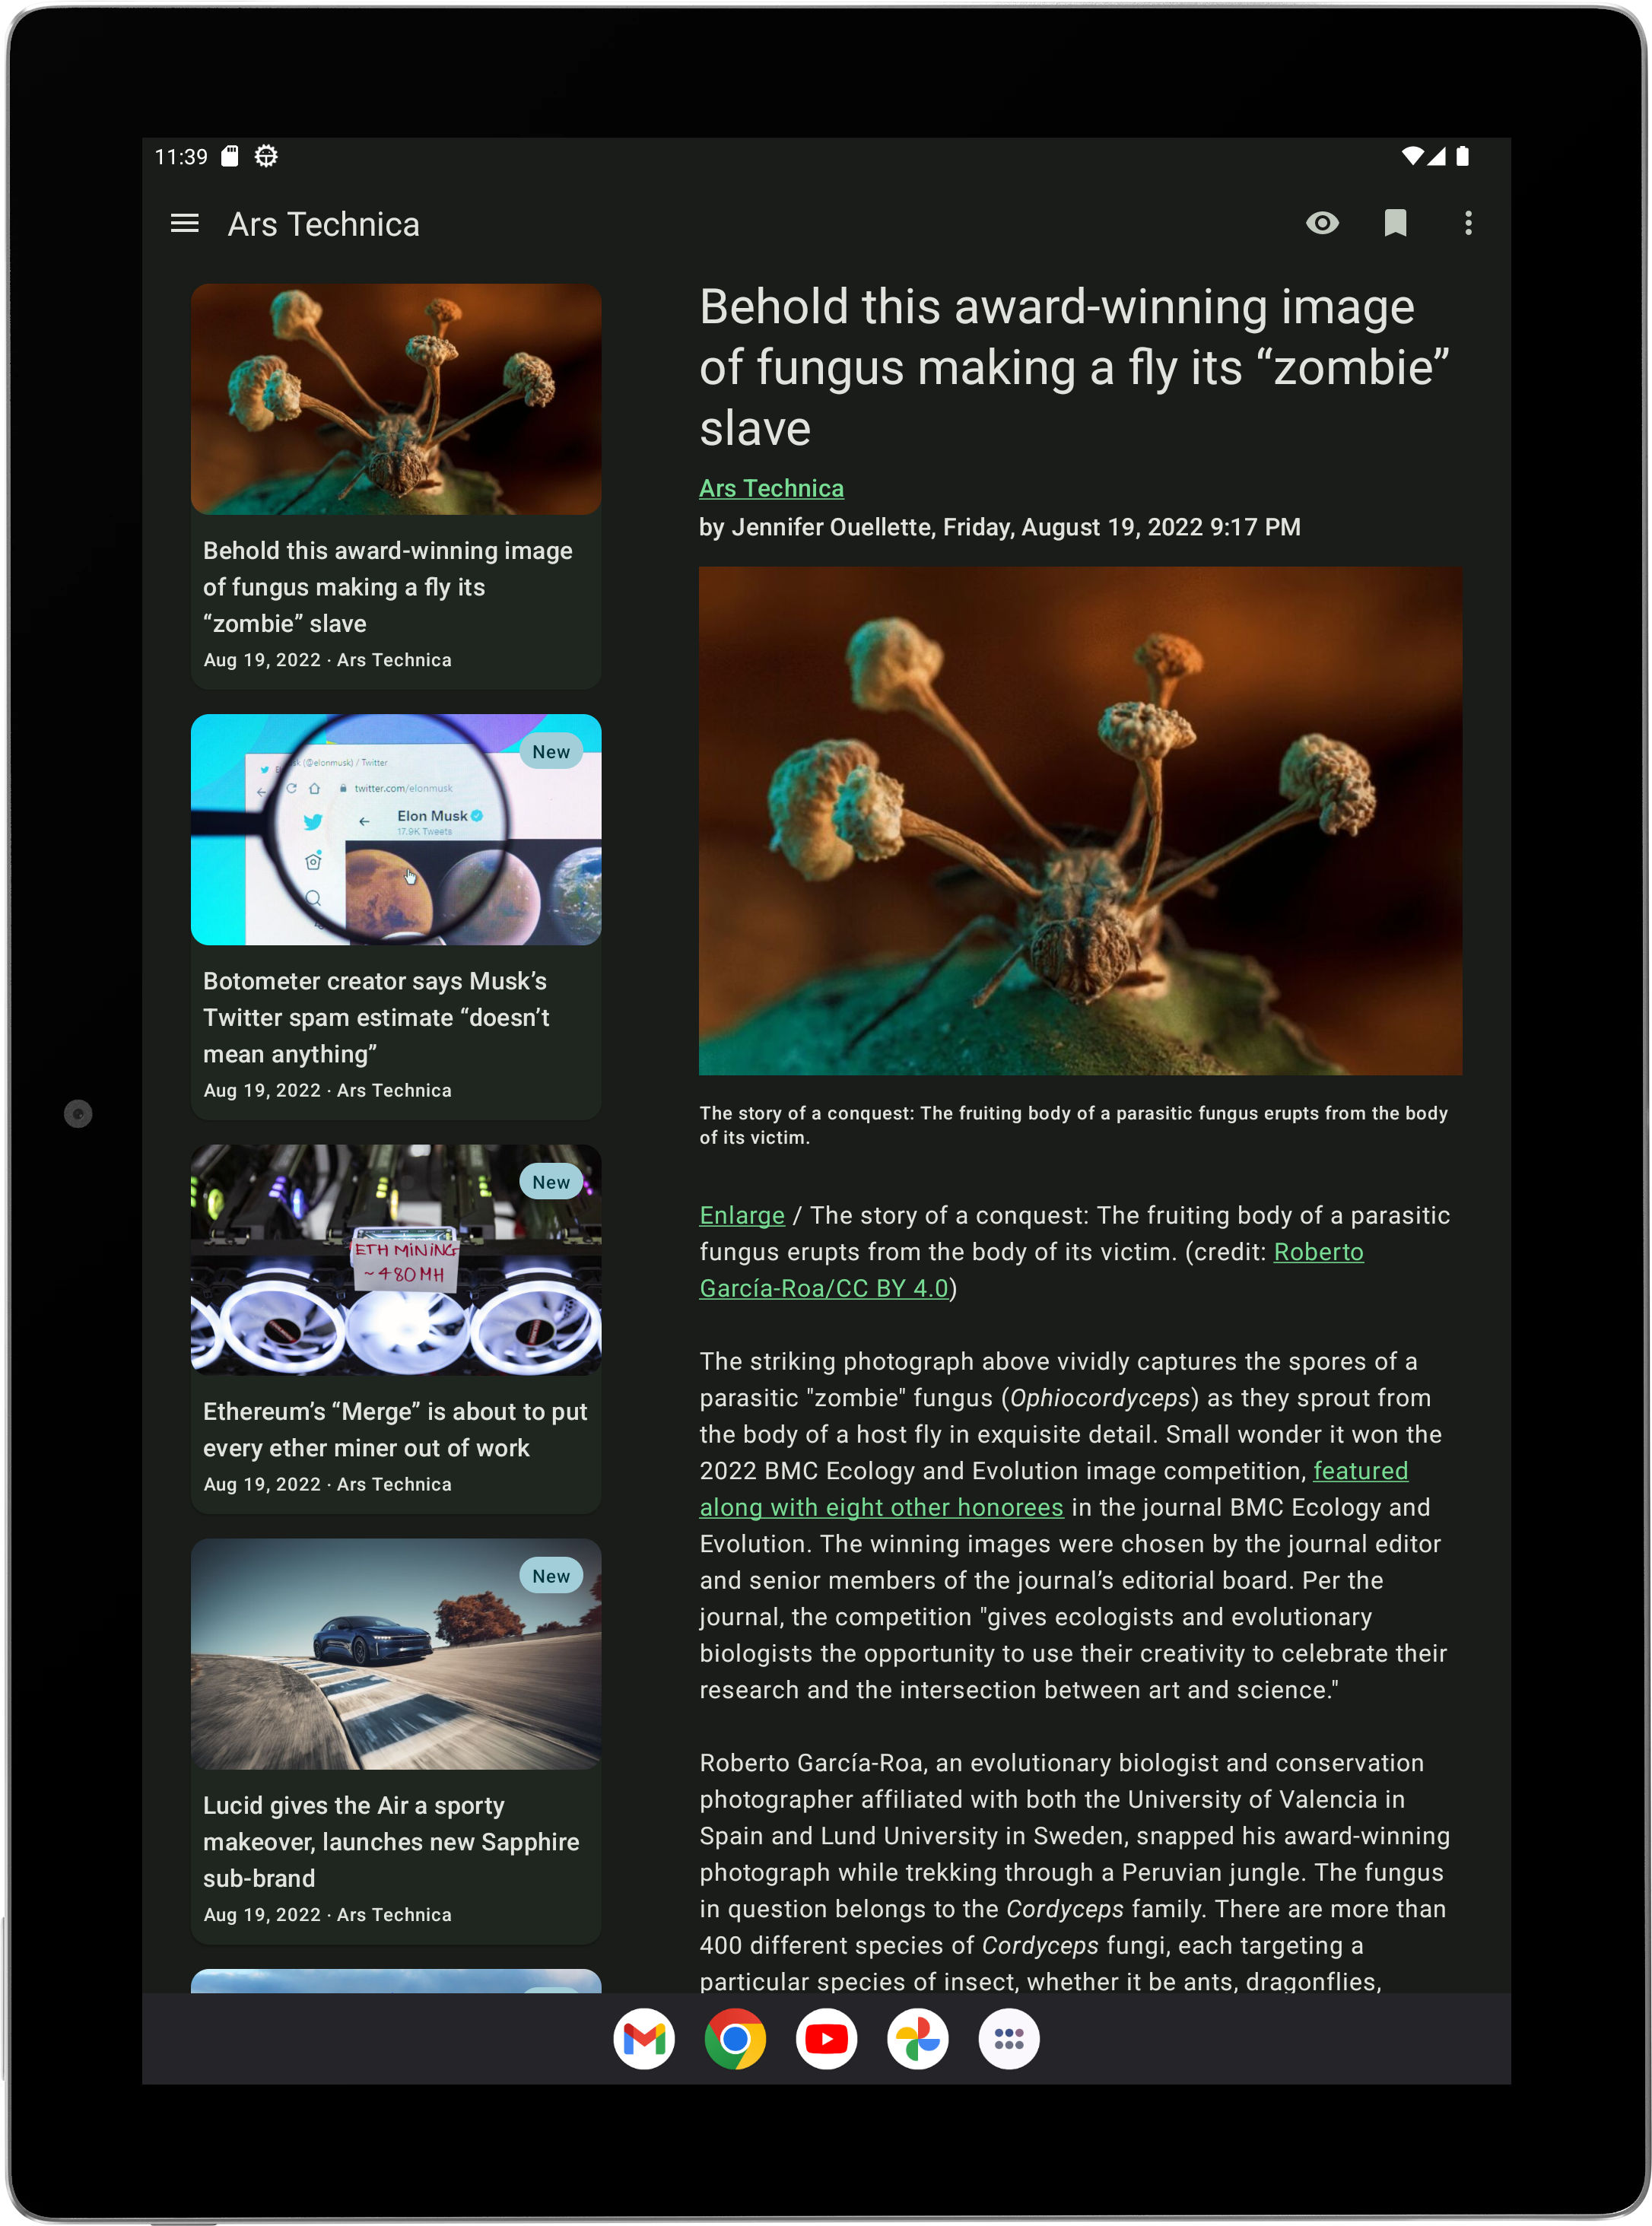 11:39
Ars Technica
Behold this award-winning image
of fungus making a fly its
“zombie” slave
Aug 19, 2022 · Ars Technica
New
k (@elonmusk) / Twitter
twitter.com/elonmusk
Elon Musk
17.9K Tweets
Botometer creator says Musk’s
Twitter spam estimate “doesn’t
mean anything”
Aug 19, 2022 · Ars Technica
New
ETH MINING
~480MH
Ethereum’s “Merge” is about to put
every ether miner out of work
Aug 19, 2022 · Ars Technica
New
Lucid gives the Air a sporty
makeover, launches new Sapphire
sub-brand
Aug 19, 2022 · Ars Technica
Behold this award-winning image
of fungus making a fly its “zombie”
slave
Ars Technica
by Jennifer Ouellette, Friday, August 19, 2022 9:17 PM
The story of a conquest: The fruiting body of a parasitic fungus erupts from the body
of its victim.
Enlarge / The story of a conquest: The fruiting body of a parasitic
fungus erupts from the body of its victim. (credit: Roberto
García-Roa/CC BY 4.0)
The striking photograph above vividly captures the spores of a
parasitic "zombie" fungus (Ophiocordyceps) as they sprout from
the body of a host fly in exquisite detail. Small wonder it won the
2022 BMC Ecology and Evolution image competition, featured
along with eight other honorees in the journal BMC Ecology and
Evolution. The winning images were chosen by the journal editor
and senior members of the journal’s editorial board. Per the
journal, the competition "gives ecologists and evolutionary
biologists the opportunity to use their creativity to celebrate their
research and the intersection between art and science."
Roberto García-Roa, an evolutionary biologist and conservation
photographer affiliated with both the University of Valencia in
Spain and Lund University in Sweden, snapped his award-winning
photograph while trekking through a Peruvian jungle. The fungus
in question belongs to the Cordyceps family. There are more than
400 different species of Cordyceps fungi, each targeting a
particular species of insect, whether it be ants, dragonflies,